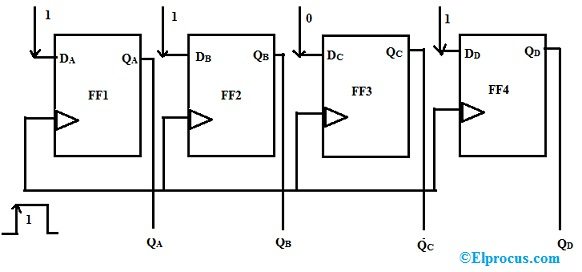 1 1 0 1
DA QA DB QB DC QC DD QD
FF1 FF2 FF3 FF4
1
QA QB QC QD
©Elprocus.com